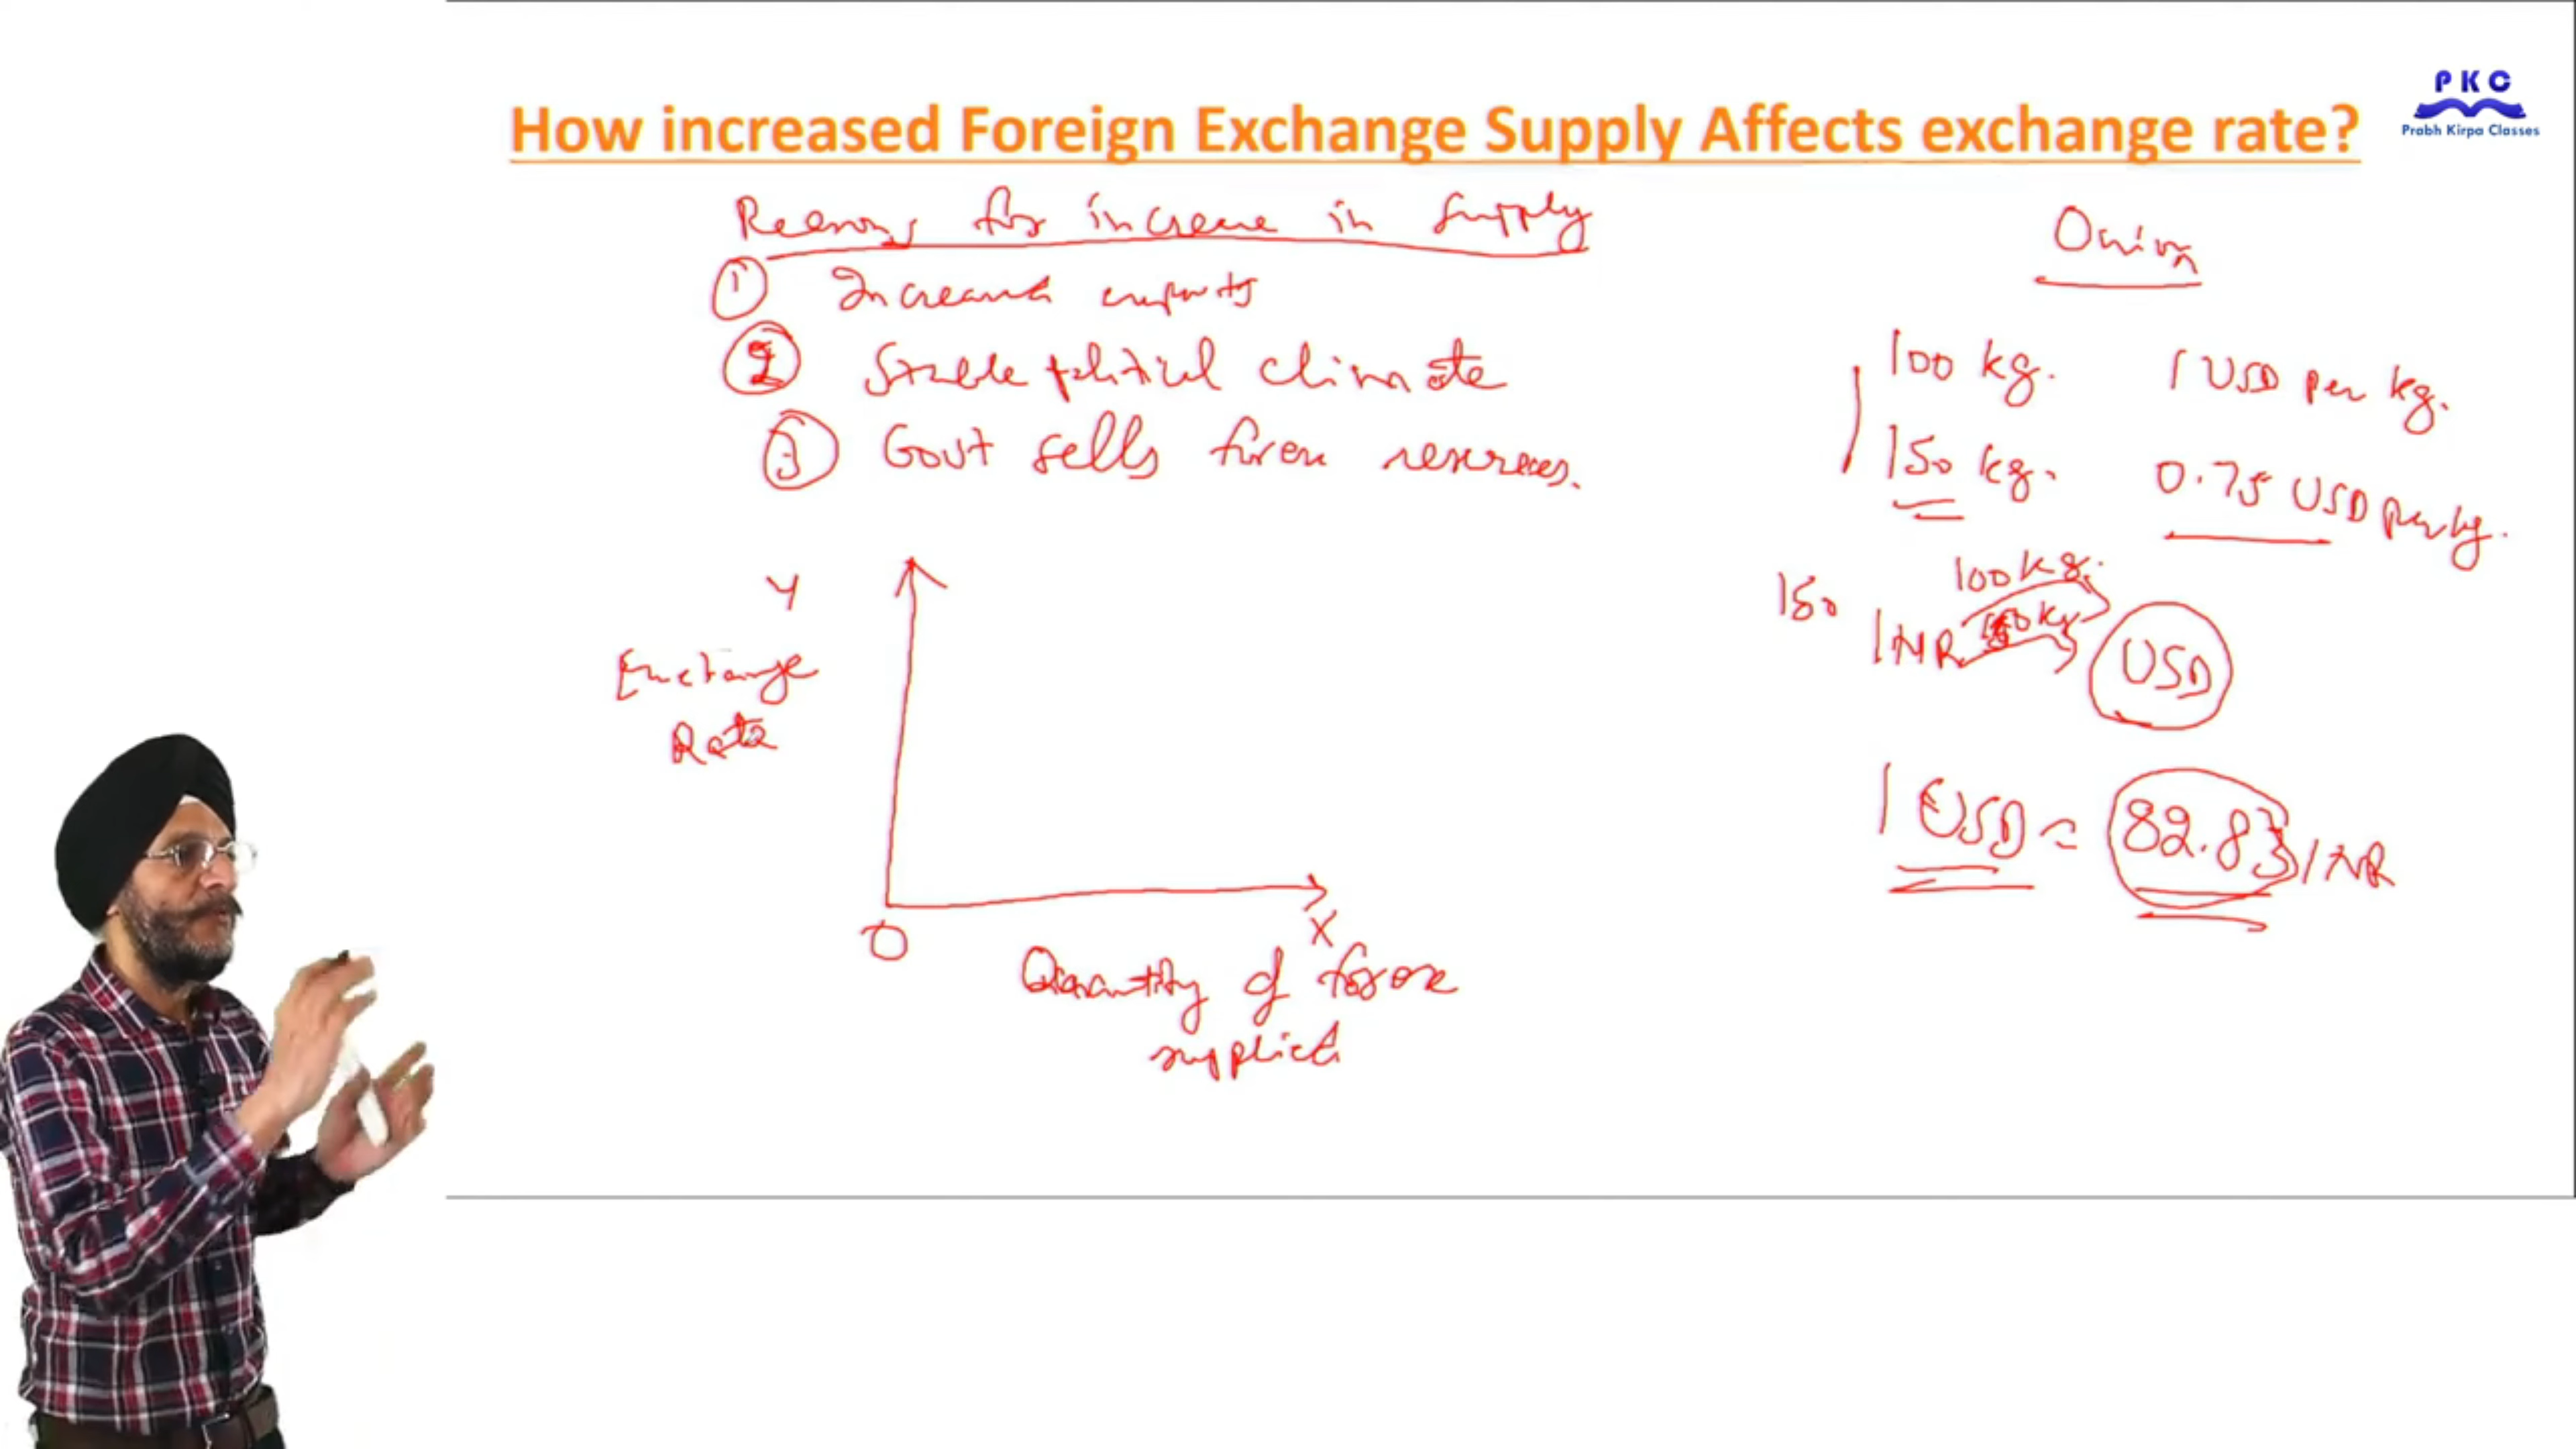 PKC
Prabh Kirpa Classes
How increased Foreign Exchange Supply Affects exchange rate?
Reasons for increase in supply
1 Increased exports
2 Stable political climate
3 Govt sells forex reserves.
Y
Exchange
Rate
O
X
Quantity of forex
supplied
Onion
100 kg. 1 USD per kg.
150 kg. 0.75 USD per kg.
100 kg.
150
INR USD
1 USD = 82.83 INR